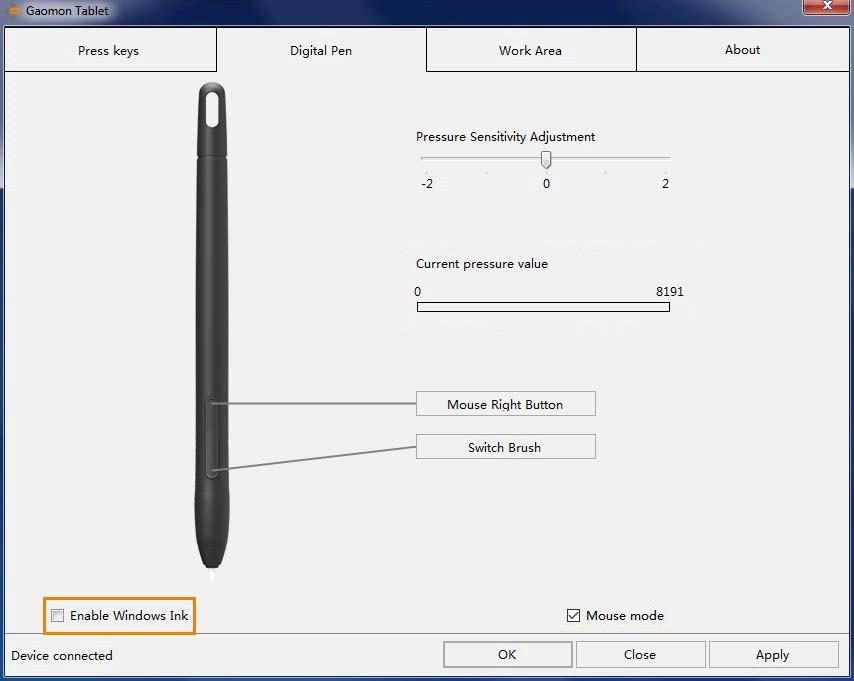 Gaomon Tablet
Press keys
Digital Pen
Work Area
About
Pressure Sensitivity Adjustment
-2 0 2
Current pressure value
0 8191
Mouse Right Button
Switch Brush
Enable Windows Ink
Mouse mode
Device connected
OK
Close
Apply